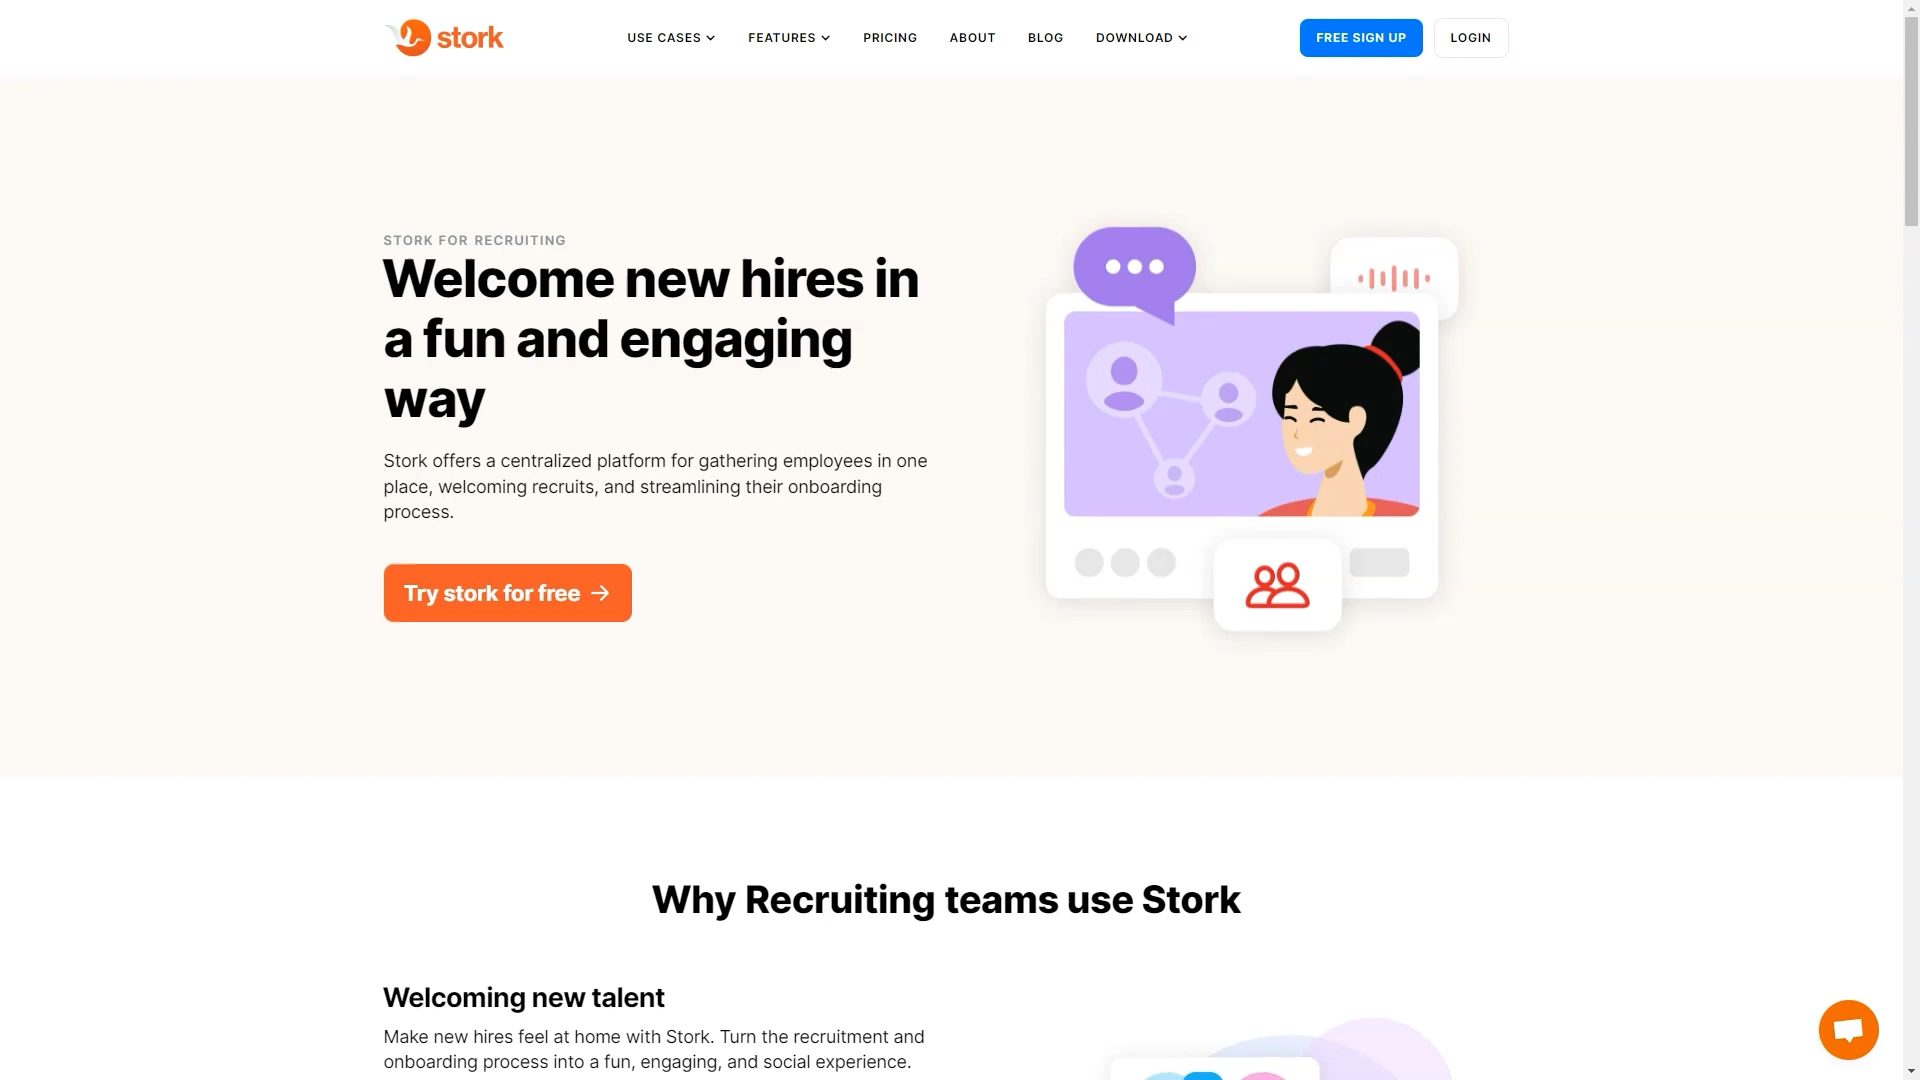 stork
USE CASES
FEATURES
PRICING
ABOUT
BLOG
DOWNLOAD
FREE SIGN UP
LOGIN
STORK FOR RECRUITING
Welcome new hires in
a fun and engaging
way
Stork offers a centralized platform for gathering employees in one
place, welcoming recruits, and streamlining their onboarding
process.
Try stork for free →
Why Recruiting teams use Stork
Welcoming new talent
Make new hires feel at home with Stork. Turn the recruitment and
onboarding process into a fun, engaging, and social experience.